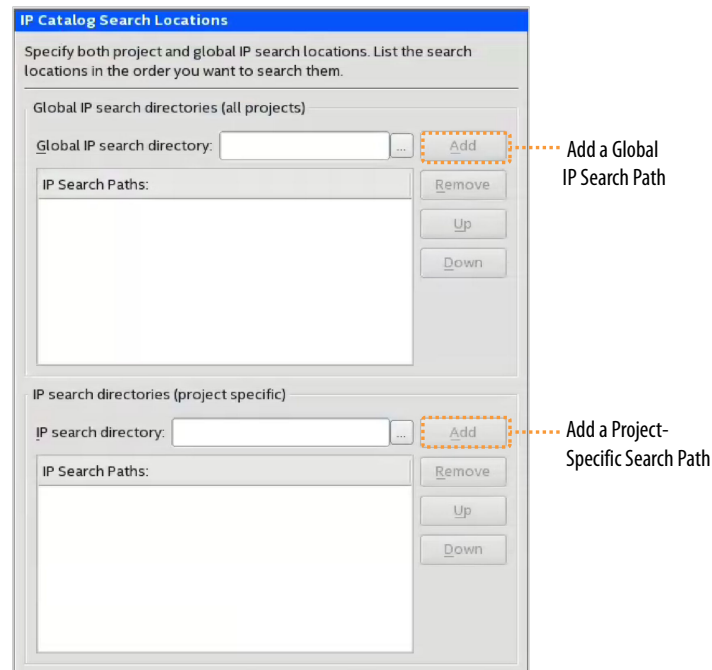 IP Catalog Search Locations
Specify both project and global IP search locations. List the search
locations in the order you want to search them.
Global IP search directories (all projects)
Global IP search directory: ... Add
Add a Global
IP Search Path
IP Search Paths:
Remove
Up
Down
IP search directories (project specific)
IP search directory: ... Add
Add a Project-
Specific Search Path
IP Search Paths:
Remove
Up
Down